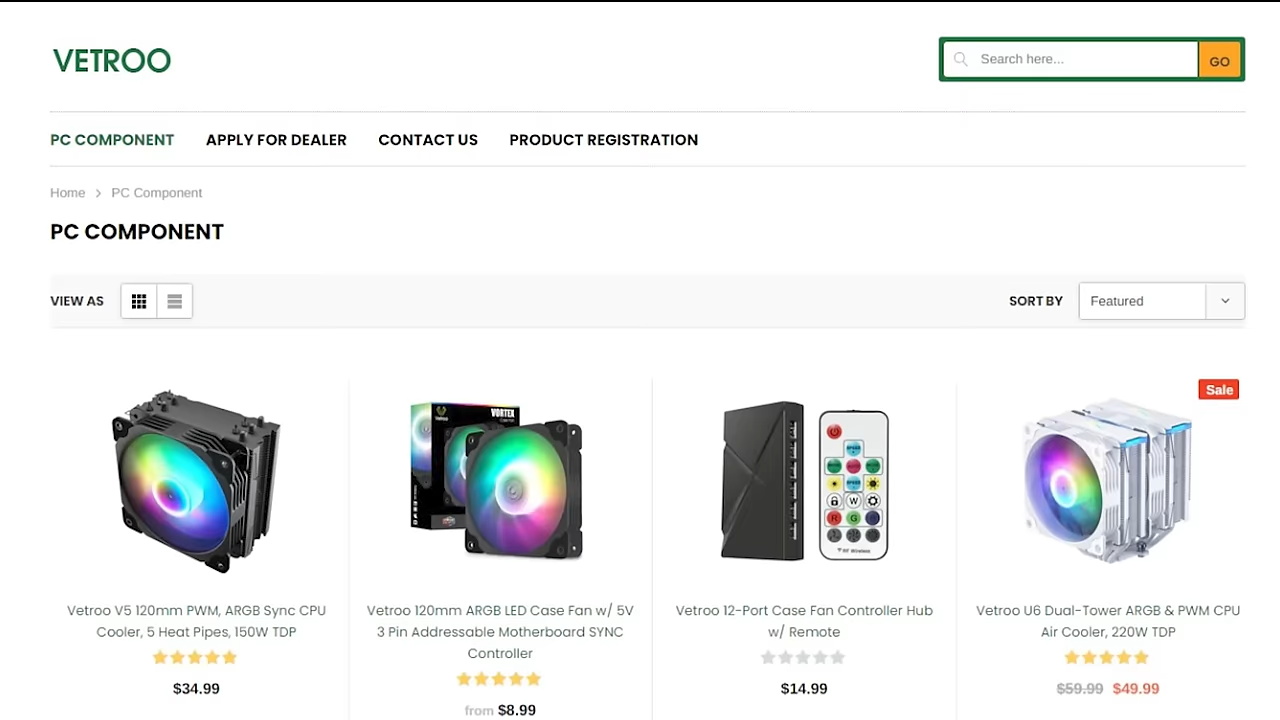 VETROO
Search here...
GO
PC COMPONENT
APPLY FOR DEALER
CONTACT US
PRODUCT REGISTRATION
Home > PC Component
PC COMPONENT
VIEW AS
SORT BY
Featured
Sale
VORTEX
Vetroo V5 120mm PWM, ARGB Sync CPU
Cooler, 5 Heat Pipes, 150W TDP
$34.99
Vetroo 120mm ARGB LED Case Fan w/ 5V
3 Pin Addressable Motherboard SYNC
Controller
from $8.99
W
R
G
Vetroo 12-Port Case Fan Controller Hub
w/ Remote
$14.99
Vetroo U6 Dual-Tower ARGB & PWM CPU
Air Cooler, 220W TDP
$59.99 $49.99